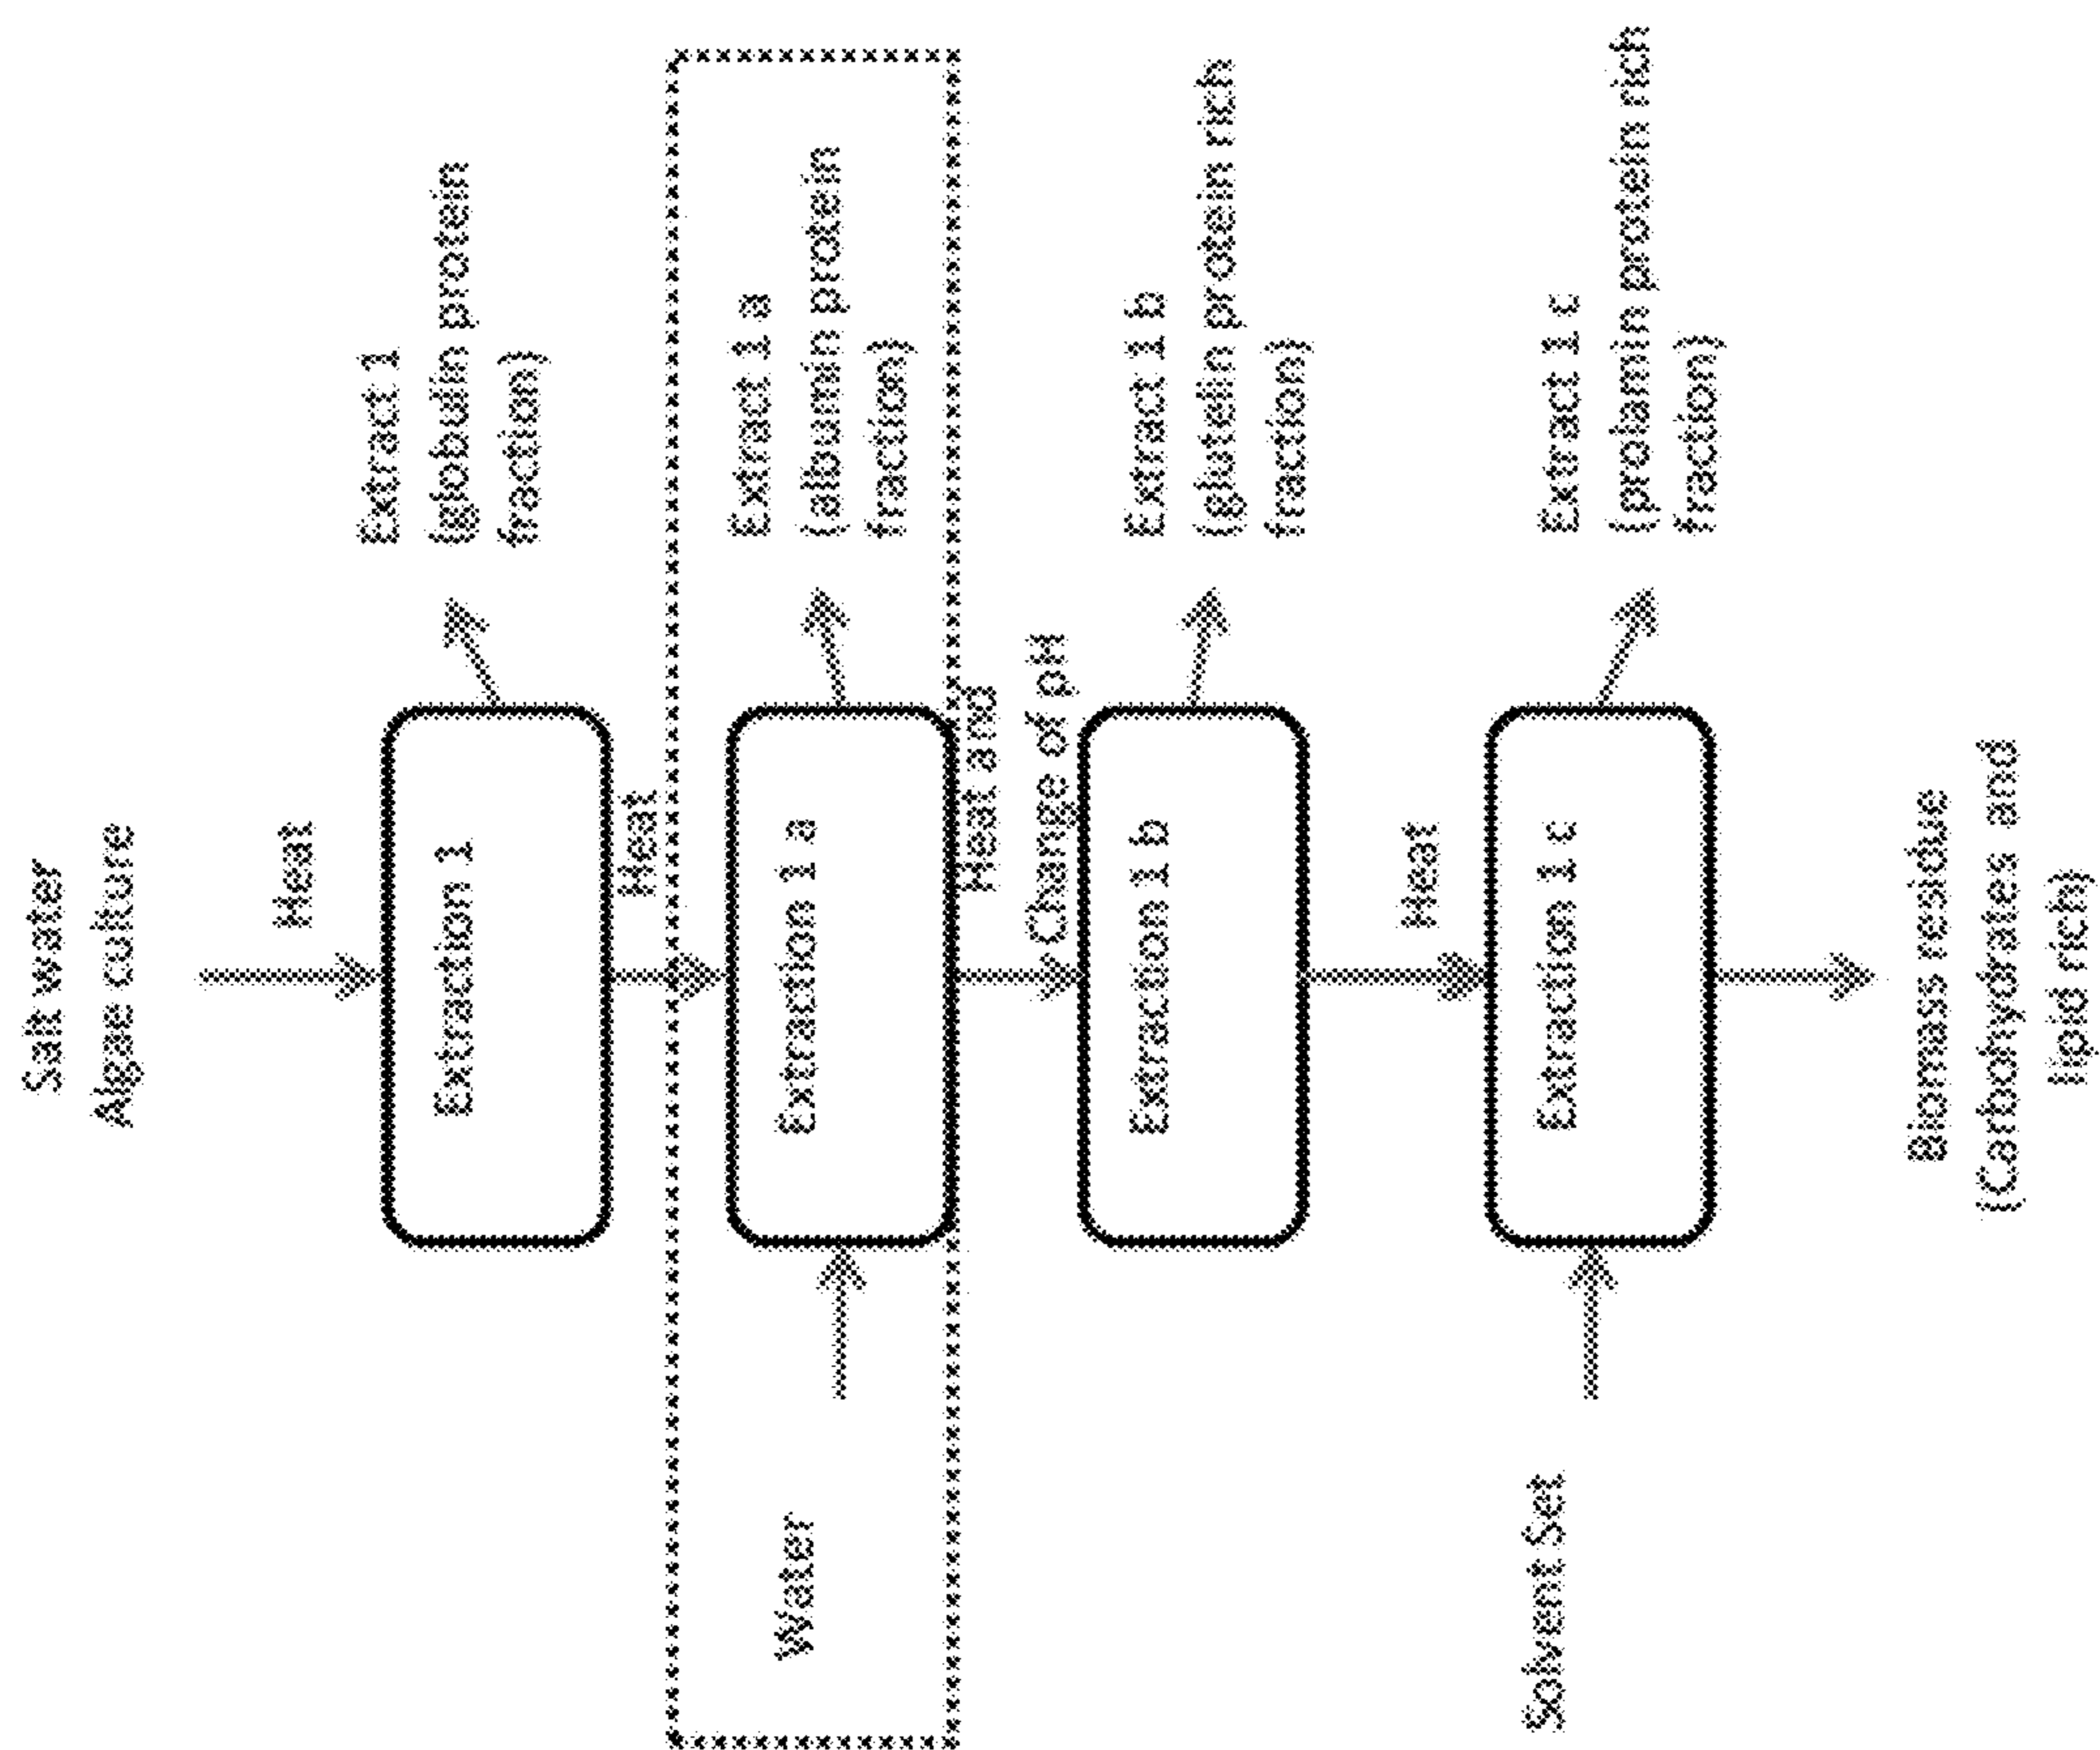 Salt water
Algae culture
Heat
Extraction 1
Extract 1
(globulin protein
fraction)
Heat
Water
Extraction 1 a
Extract 1 a
(albumin protein
fraction)
Heat and
Change of pH
Extraction 1 b
Extract 1 b
(glutein protein rich
fraction)
Heat
Solvent Set
Extraction 1 c
Extract 1 c
(prolamin protein rich
fraction)
Biomass residue
(Carbohydrates and
lipid rich)